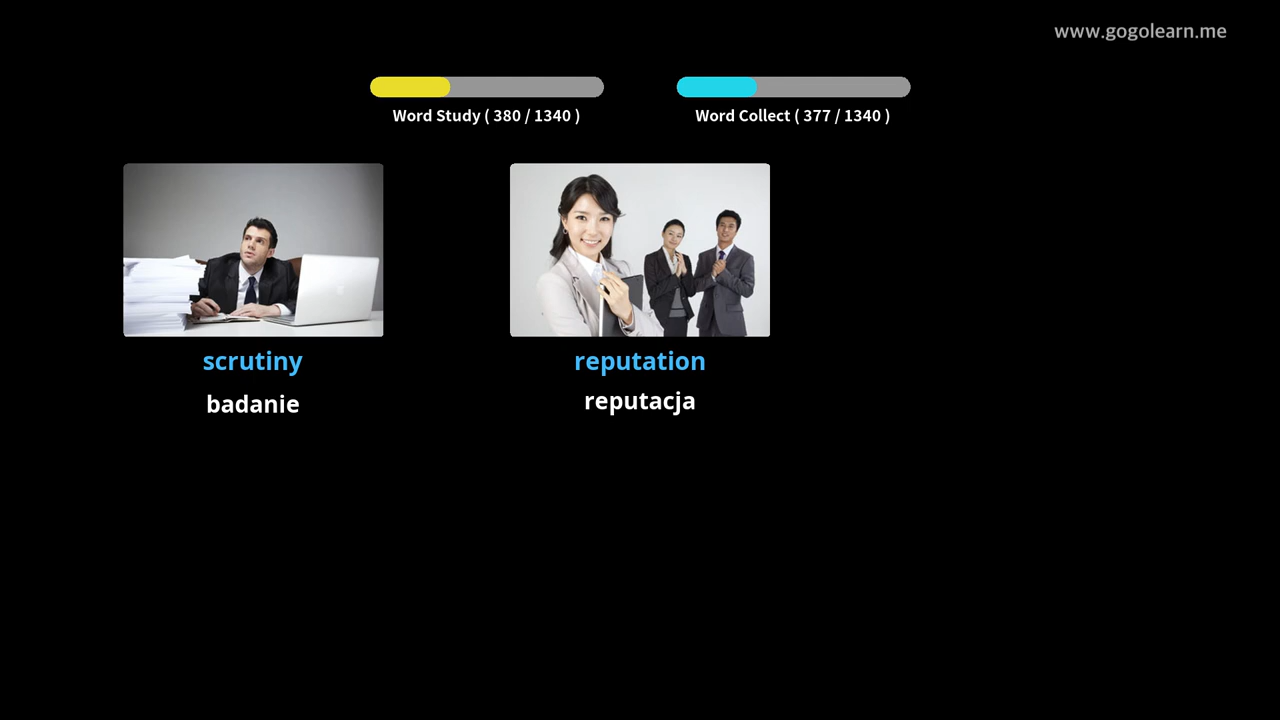 www.gogolearn.me
Word Study ( 380 / 1340 )
Word Collect ( 377 / 1340 )
scrutiny
badanie
reputation
reputacja